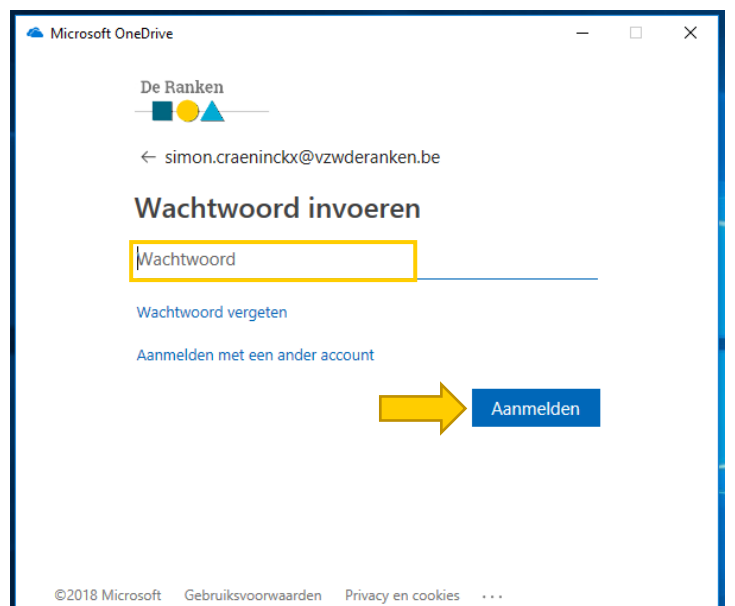 Microsoft OneDrive
De Ranken
simon.craeninckx@vzwderanken.be
Wachtwoord invoeren
Wachtwoord
Wachtwoord vergeten
Aanmelden met een ander account
Aanmelden
©2018 Microsoft Gebruiksvoorwaarden Privacy en cookies ...